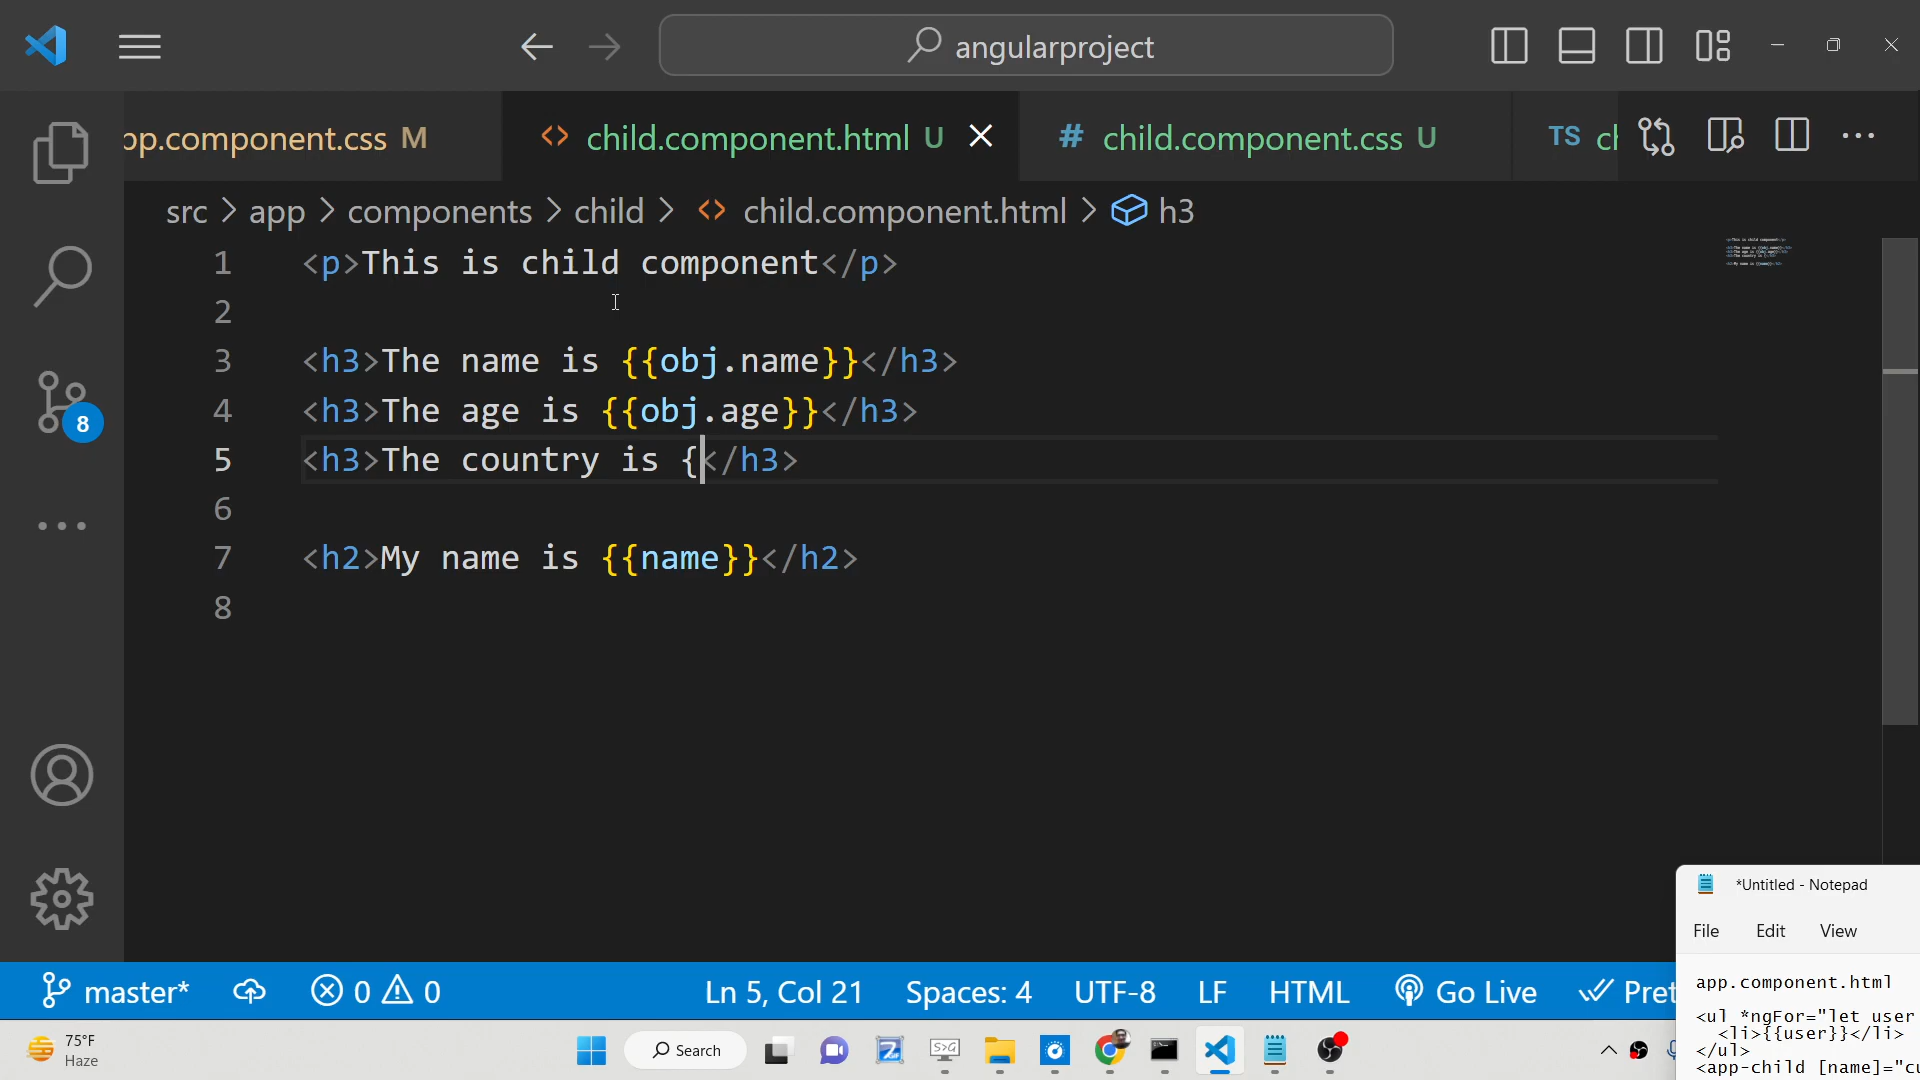 angularproject
pp.component.css M
child.component.html U
child.component.css U
TS
src > app > components > child > child.component.html > h3
1 <p>This is child component</p>
2
3 <h3>The name is {{obj.name}}</h3>
4 <h3>The age is {{obj.age}}</h3>
5 <h3>The country is {</h3>
6
7 <h2>My name is {{name}}</h2>
8
8
*Untitled - Notepad
File Edit View
app.component.html
<ul *ngFor="let user
<li>{{user}}</li>
</ul>
<app-child [name]="cu
master* 0 0 Ln 5, Col 21 Spaces: 4 UTF-8 LF HTML Go Live Pret
75°F
Haze
Search